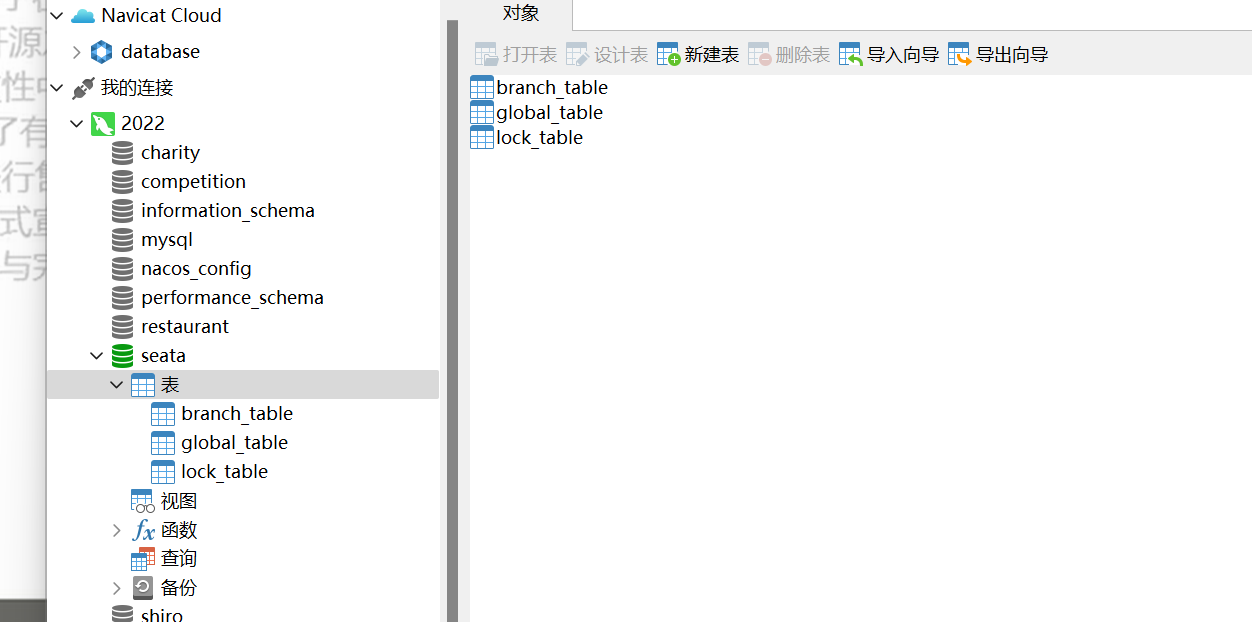 Navicat Cloud
database
我的连接
2022
charity
competition
information_schema
mysql
nacos_config
performance_schema
restaurant
seata
表
branch_table
global_table
lock_table
视图
fx 函数
查询
备份
shiro
对象
打开表 设计表 新建表 删除表 导入向导 导出向导
branch_table
global_table
lock_table